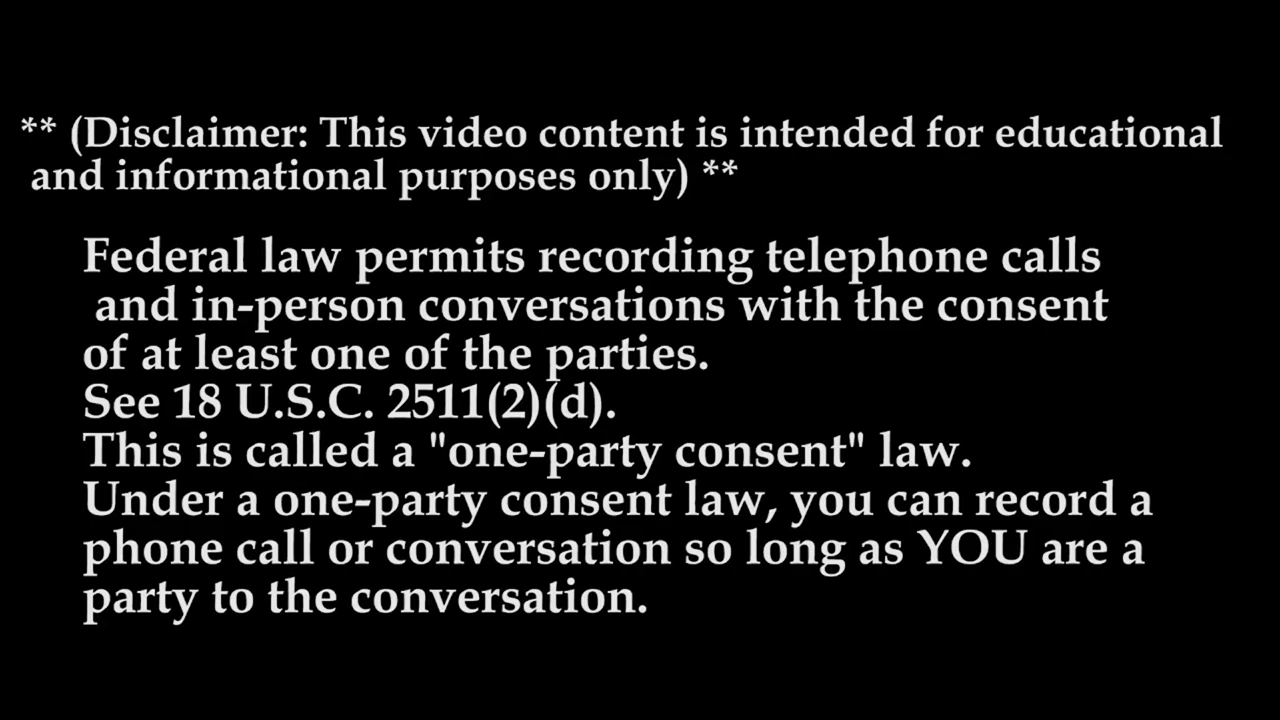 ** (Disclaimer: This video content is intended for educational
and informational purposes only) **
Federal law permits recording telephone calls
and in-person conversations with the consent
of at least one of the parties.
See 18 U.S.C. 2511(2)(d).
This is called a "one-party consent" law.
Under a one-party consent law, you can record a
phone call or conversation so long as YOU are a
party to the conversation.